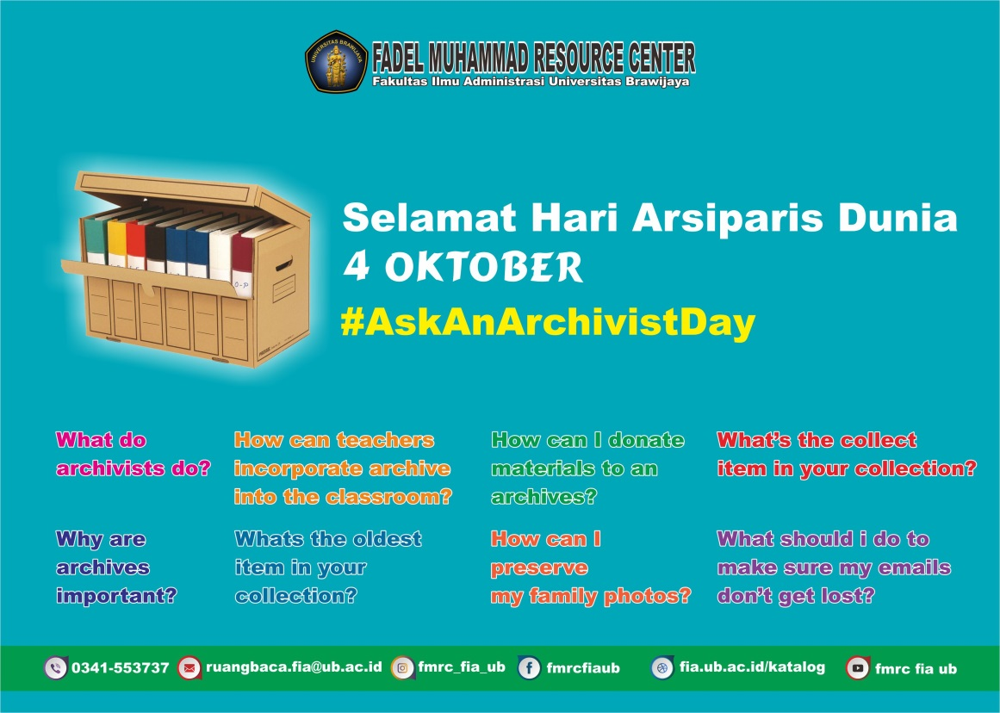 UNIVERSITAS BRAWIJAYA
FADEL MUHAMMAD RESOURCE CENTER
Fakultas Ilmu Administrasi Universitas Brawijaya
O-P
Selamat Hari Arsiparis Dunia
4 OKTOBER
#AskAnArchivistDay
What do
archivists do?
How can teachers
incorporate archive
into the classroom?
How can I donate
materials to an
archives?
What's the collect
item in your collection?
Why are
archives
important?
Whats the oldest
item in your
collection?
How can I
preserve
my family photos?
What should i do to
make sure my emails
don't get lost?
0341-553737
ruangbaca.fia@ub.ac.id
fmrc_fia_ub
fmrcfiaub
fia.ub.ac.id/katalog
fmrc fia ub